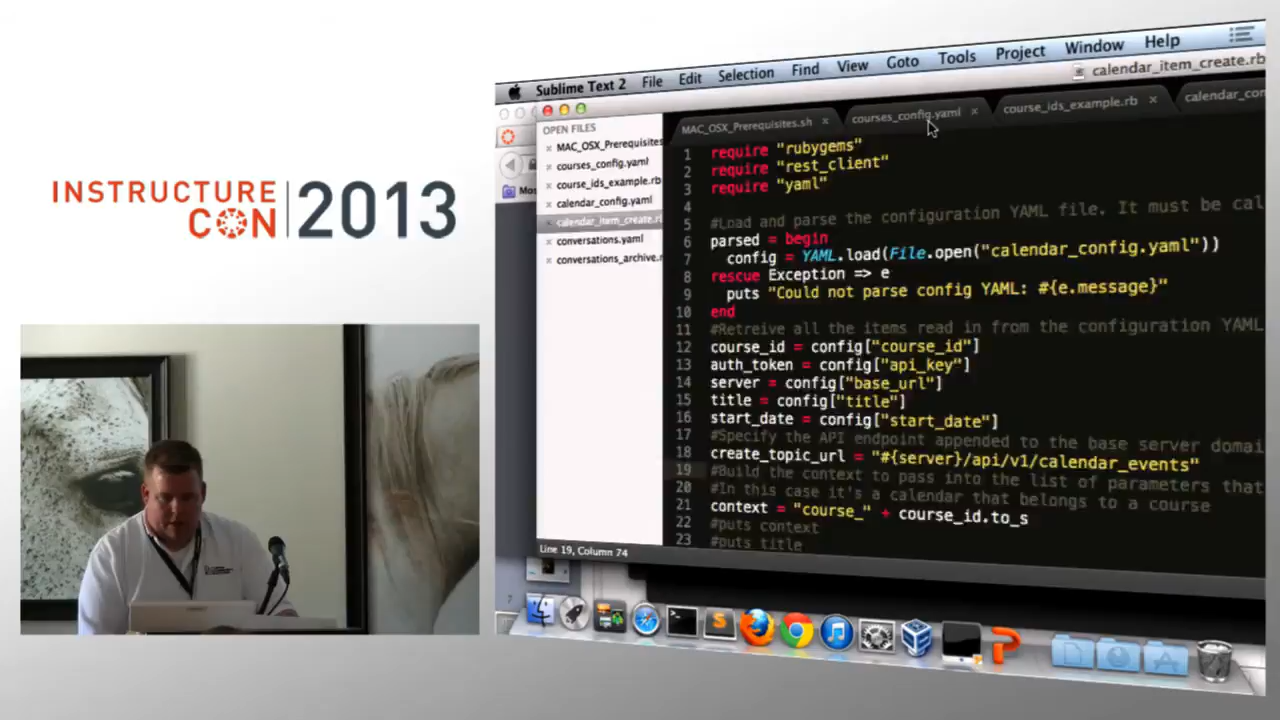 INSTRUCTURE
CON
2013
Sublime Text 2 File Edit Selection Find View Goto Tools Project Window Help
calendar_item_create.rb
OPEN FILES
MAC_OSX_Prerequisites
courses_config.yaml
course_ids_example.rb
calendar_config.yaml
calendar_item_create.r
conversations.yaml
conversations_archive.r
MAC_OSX_Prerequisites.sh courses_config.yaml course_ids_example.rb calendar_co
Mos
1 require "rubygems"
2 require "rest_client"
3 require "yaml"
4
5 #Load and parse the configuration YAML file. It must be cal
6 parsed = begin
7 config = YAML.load(File.open("calendar_config.yaml"))
8 rescue Exception => e
9 puts "Could not parse config YAML: #{e.message}"
10 end
11 #Retreive all the items read in from the configuration YAML
12 course_id = config["course_id"]
13 auth_token = config["api_key"]
14 server = config["base_url"]
15 title = config["title"]
16 start_date = config["start_date"]
17 #Specify the API endpoint appended to the base server domai
18 create_topic_url = "#{server}/api/v1/calendar_events"
19 #Build the context to pass into the list of parameters that
20 #In this case it's a calendar that belongs to a course
21 context = "course_" + course_id.to_s
22 #puts context
23 #puts title
Line 19, Column 74
7